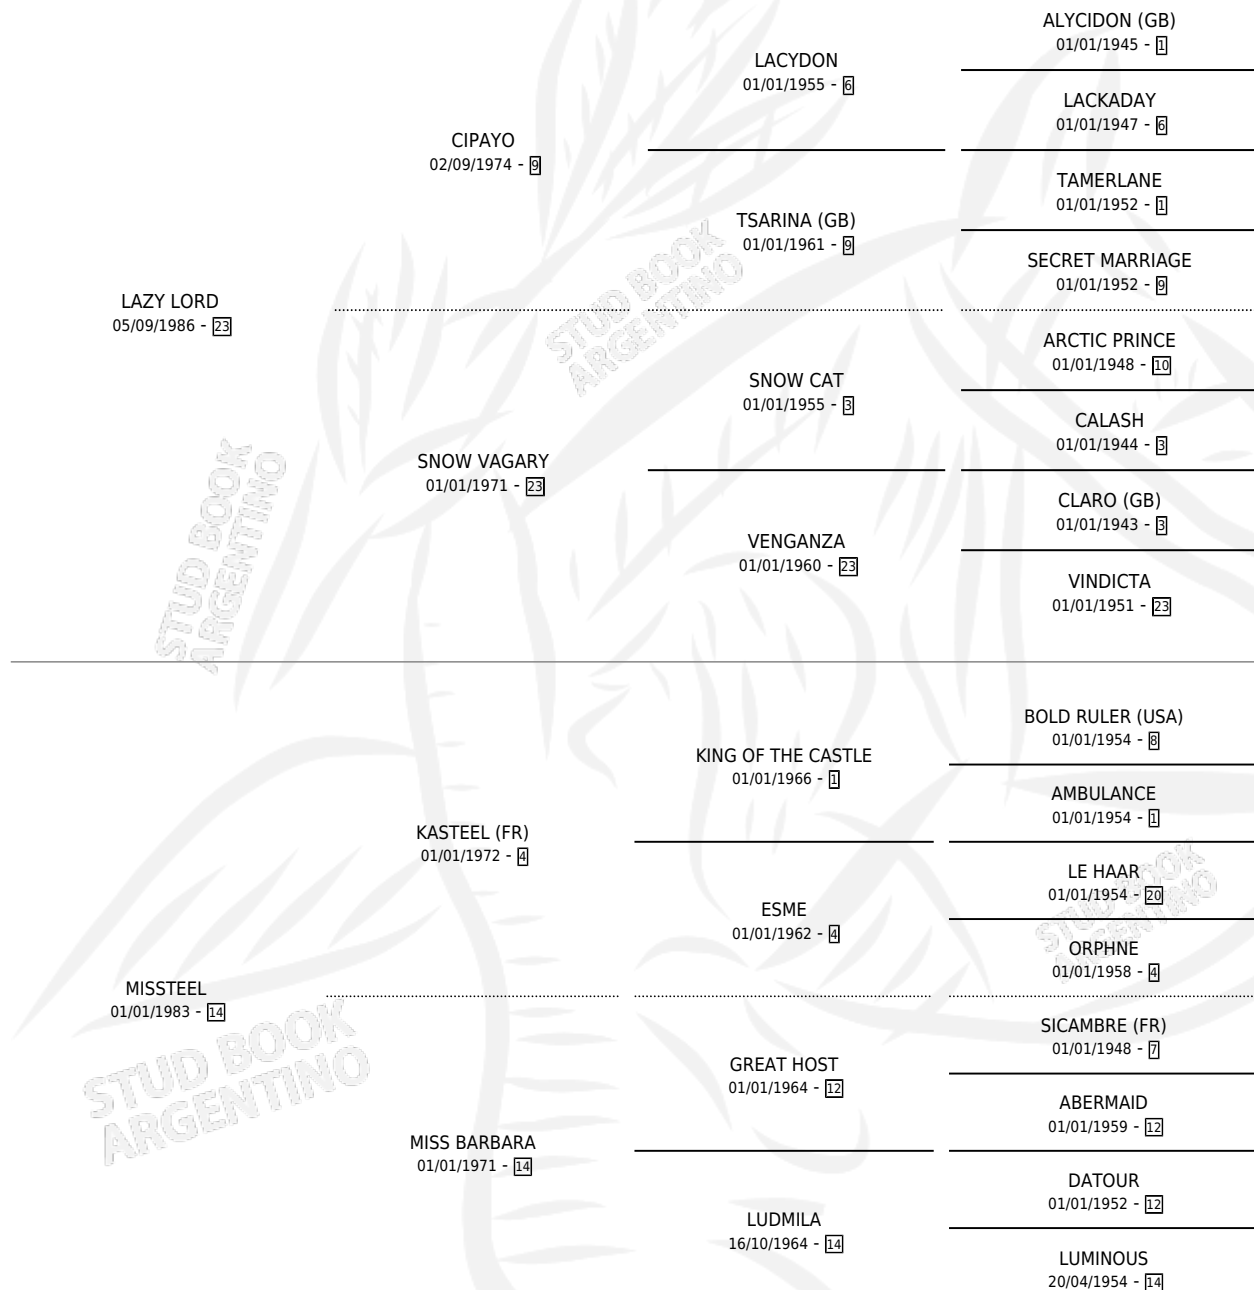 ALYCIDON (GB)
01/01/1945 - 1
LACYDON
01/01/1955 - 6
LACKADAY
01/01/1947 - 6
CIPAYO
02/09/1974 - 9
TAMERLANE
01/01/1952 - 1
TSARINA (GB)
01/01/1961 - 9
SECRET MARRIAGE
01/01/1952 - 9
LAZY LORD
05/09/1986 - 23
ARCTIC PRINCE
01/01/1948 - 10
SNOW CAT
01/01/1955 - 3
CALASH
01/01/1944 - 3
SNOW VAGARY
01/01/1971 - 23
CLARO (GB)
01/01/1943 - 3
VENGANZA
01/01/1960 - 23
VINDICTA
01/01/1951 - 23
STUD BOOK
ARGENTINO
STUD BOOK
ARGENTINO
BOLD RULER (USA)
01/01/1954 - 8
KING OF THE CASTLE
01/01/1966 - 1
AMBULANCE
01/01/1954 - 1
KASTEEL (FR)
01/01/1972 - 4
LE HAAR
01/01/1954 - 20
ESME
01/01/1962 - 4
ORPHNE
01/01/1958 - 4
MISSTEEL
01/01/1983 - 14
SICAMBRE (FR)
01/01/1948 - 7
GREAT HOST
01/01/1964 - 12
ABERMAID
01/01/1959 - 12
MISS BARBARA
01/01/1971 - 14
DATOUR
01/01/1952 - 12
LUDMILA
16/10/1964 - 14
LUMINOUS
20/04/1954 - 14
STUD BOOK
ARGENTINO
STUD BOOK
ARGENTINO